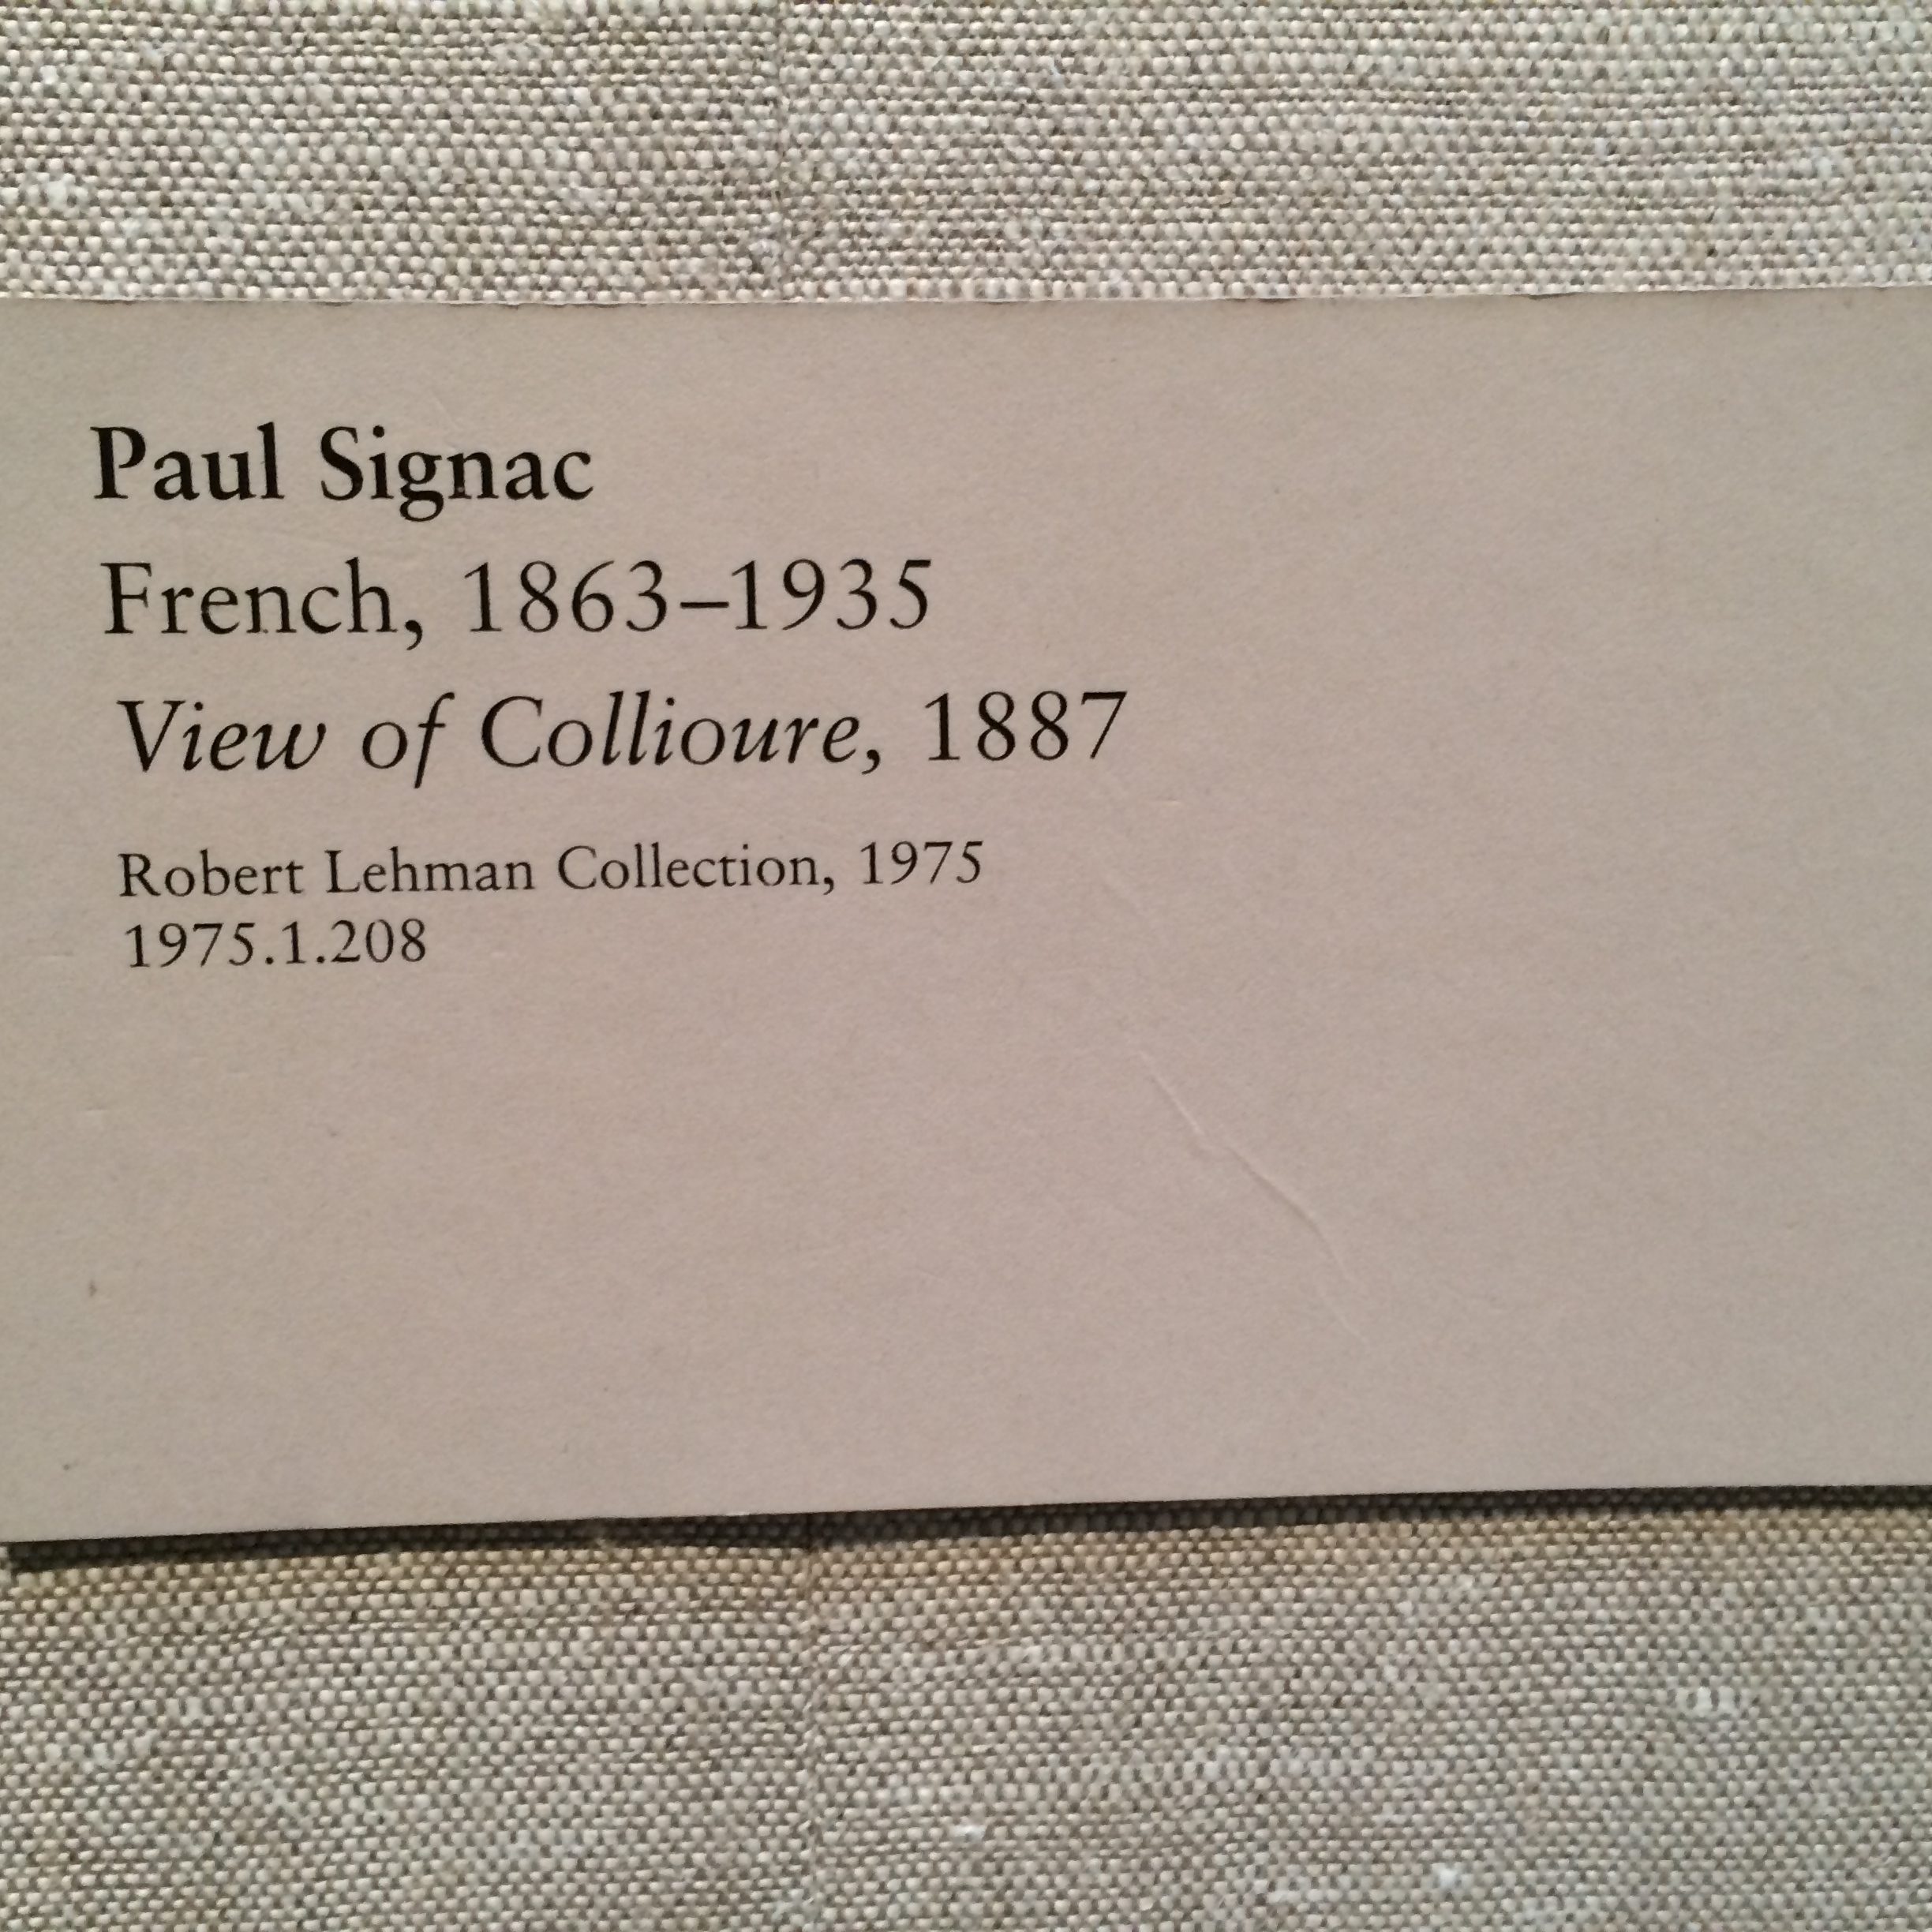 Paul Signac
French, 1863–1935
View of Collioure, 1887
Robert Lehman Collection, 1975
1975.1.208